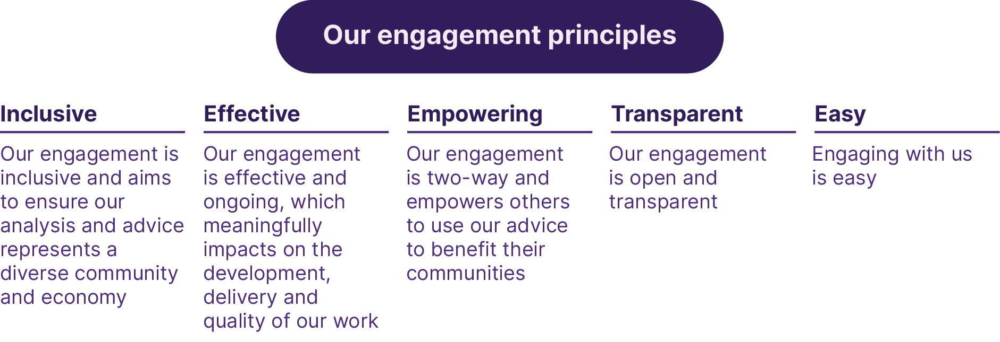 Our engagement principles
Inclusive
Our engagement is
inclusive and aims
to ensure our
analysis and advice
represents a
diverse community
and economy
Effective
Our engagement
is effective and
ongoing, which
meaningfully
impacts on the
development,
delivery and
quality of our work
Empowering
Our engagement
is two-way and
empowers others
to use our advice
to benefit their
communities
Transparent
Our engagement
is open and
transparent
Easy
Engaging with us
is easy